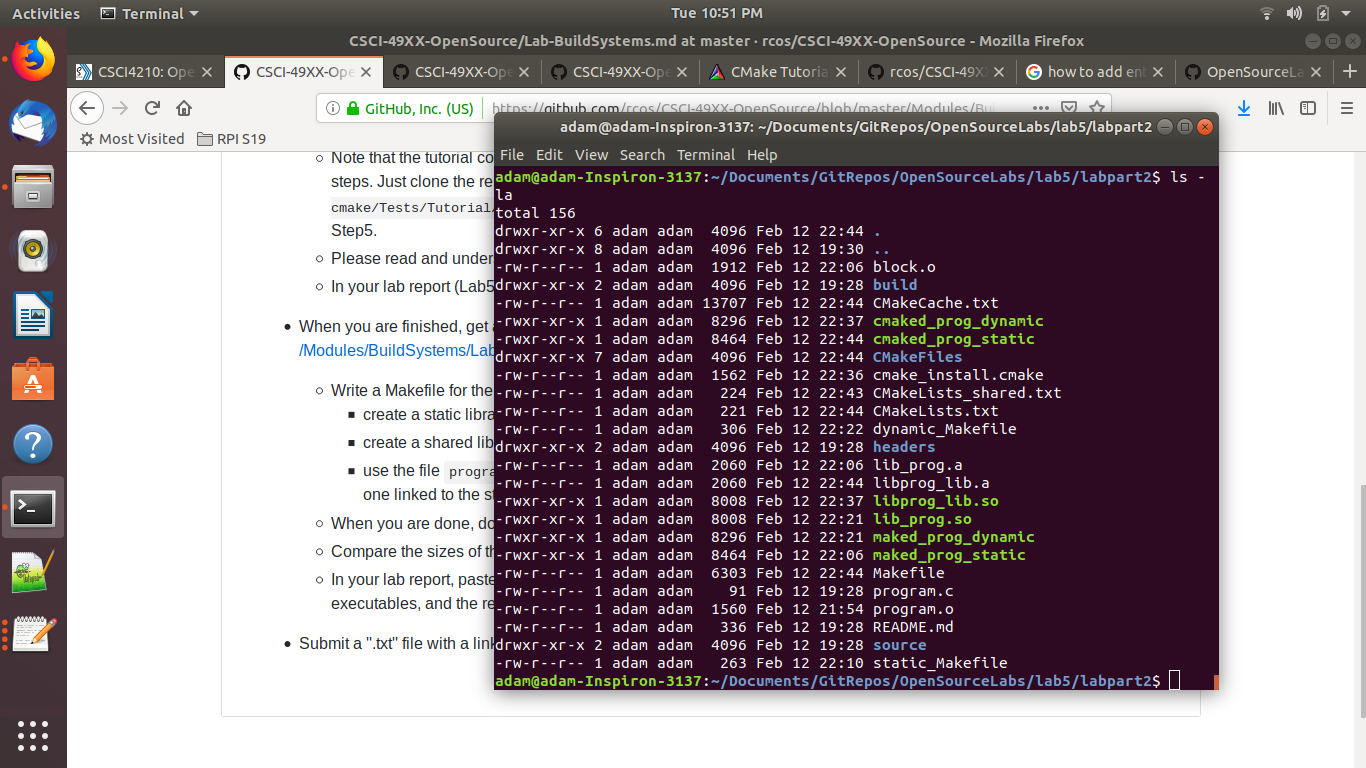 Activities Terminal Tue 10:51 PM
CSCI-49XX-OpenSource/Lab-BuildSystems.md at master · rcos/CSCI-49XX-OpenSource - Mozilla Firefox
CSCI4210: Ope CSCI-49XX-Ope CSCI-49XX-Ope CSCI-49XX-Ope CMake Tutoria rcos/CSCI-49X how to add ent OpenSourceLa
GitHub, Inc. (US) https://github.com/rcos/CSCI-49XX-OpenSource/blob/master/Modules/Bu
Most Visited RPI S19
Note that the tutorial co
steps. Just clone the re
cmake/Tests/Tutorial/
Step5.
Please read and under
In your lab report (Lab5
When you are finished, get a
/Modules/BuildSystems/Lab
Write a Makefile for the
create a static libra
create a shared lib
use the file progra
one linked to the st
When you are done, do
Compare the sizes of th
In your lab report, paste
executables, and the re
Submit a ".txt" file with a link
adam@adam-Inspiron-3137: ~/Documents/GitRepos/OpenSourceLabs/lab5/labpart2
File Edit View Search Terminal Help
adam@adam-Inspiron-3137:~/Documents/GitRepos/OpenSourceLabs/lab5/labpart2$ ls -
la
total 156
drwxr-xr-x 6 adam adam 4096 Feb 12 22:44 .
drwxr-xr-x 8 adam adam 4096 Feb 12 19:30 ..
-rw-r--r-- 1 adam adam 1912 Feb 12 22:06 block.o
drwxr-xr-x 2 adam adam 4096 Feb 12 19:28 build
-rw-r--r-- 1 adam adam 13707 Feb 12 22:44 CMakeCache.txt
-rwxr-xr-x 1 adam adam 8296 Feb 12 22:37 cmaked_prog_dynamic
-rwxr-xr-x 1 adam adam 8464 Feb 12 22:44 cmaked_prog_static
drwxr-xr-x 7 adam adam 4096 Feb 12 22:44 CMakeFiles
-rw-r--r-- 1 adam adam 1562 Feb 12 22:36 cmake_install.cmake
-rw-r--r-- 1 adam adam 224 Feb 12 22:43 CMakeLists_shared.txt
-rw-r--r-- 1 adam adam 221 Feb 12 22:44 CMakeLists.txt
-rw-r--r-- 1 adam adam 306 Feb 12 22:22 dynamic_Makefile
drwxr-xr-x 2 adam adam 4096 Feb 12 19:28 headers
-rw-r--r-- 1 adam adam 2060 Feb 12 22:06 lib_prog.a
-rw-r--r-- 1 adam adam 2060 Feb 12 22:44 libprog_lib.a
-rwxr-xr-x 1 adam adam 8008 Feb 12 22:37 libprog_lib.so
-rwxr-xr-x 1 adam adam 8008 Feb 12 22:21 lib_prog.so
-rwxr-xr-x 1 adam adam 8296 Feb 12 22:21 maked_prog_dynamic
-rwxr-xr-x 1 adam adam 8464 Feb 12 22:06 maked_prog_static
-rw-r--r-- 1 adam adam 6303 Feb 12 22:44 Makefile
-rw-r--r-- 1 adam adam 91 Feb 12 19:28 program.c
-rw-r--r-- 1 adam adam 1560 Feb 12 21:54 program.o
-rw-r--r-- 1 adam adam 336 Feb 12 19:28 README.md
drwxr-xr-x 2 adam adam 4096 Feb 12 19:28 source
-rw-r--r-- 1 adam adam 263 Feb 12 22:10 static_Makefile
adam@adam-Inspiron-3137:~/Documents/GitRepos/OpenSourceLabs/lab5/labpart2$